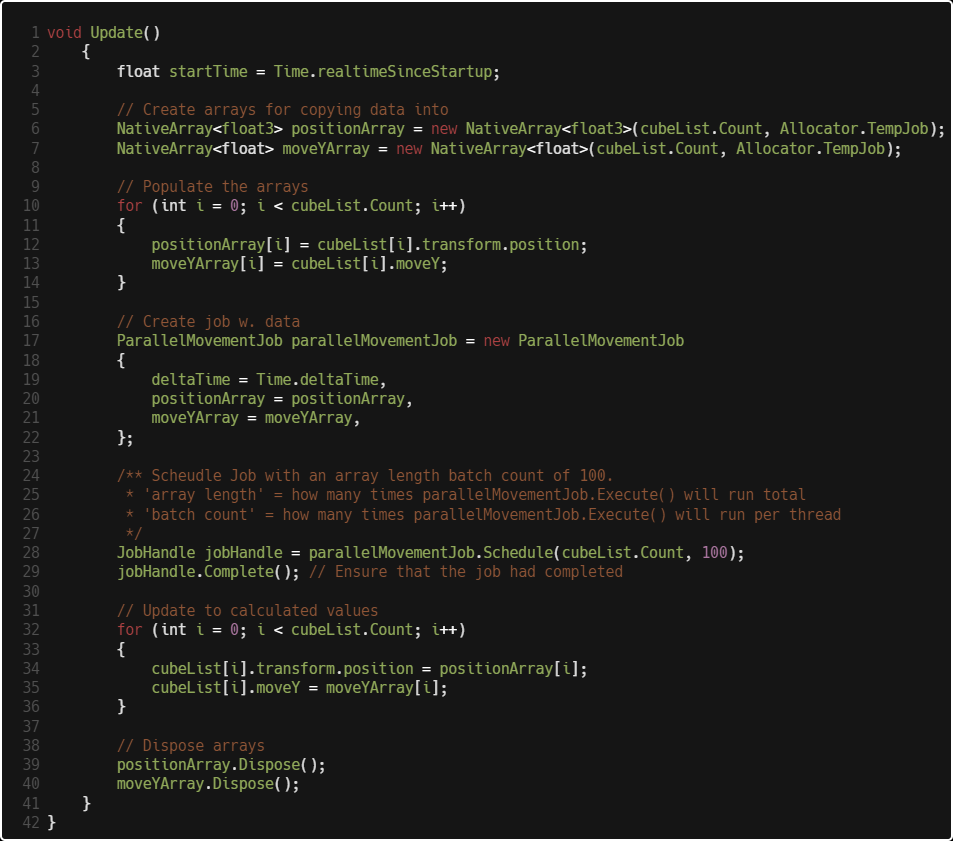 1 void Update()
2     {
3         float startTime = Time.realtimeSinceStartup;
4
5         // Create arrays for copying data into
6         NativeArray<float3> positionArray = new NativeArray<float3>(cubeList.Count, Allocator.TempJob);
7         NativeArray<float> moveYArray = new NativeArray<float>(cubeList.Count, Allocator.TempJob);
8
9         // Populate the arrays
10         for (int i = 0; i < cubeList.Count; i++)
11         {
12             positionArray[i] = cubeList[i].transform.position;
13             moveYArray[i] = cubeList[i].moveY;
14         }
15
16         // Create job w. data
17         ParallelMovementJob parallelMovementJob = new ParallelMovementJob
18         {
19             deltaTime = Time.deltaTime,
20             positionArray = positionArray,
21             moveYArray = moveYArray,
22         };
23
24         /** Scheudle Job with an array length batch count of 100.
25          * 'array length' = how many times parallelMovementJob.Execute() will run total
26          * 'batch count' = how many times parallelMovementJob.Execute() will run per thread
27          */
28         JobHandle jobHandle = parallelMovementJob.Schedule(cubeList.Count, 100);
29         jobHandle.Complete(); // Ensure that the job had completed
30
31         // Update to calculated values
32         for (int i = 0; i < cubeList.Count; i++)
33         {
34             cubeList[i].transform.position = positionArray[i];
35             cubeList[i].moveY = moveYArray[i];
36         }
37
38         // Dispose arrays
39         positionArray.Dispose();
40         moveYArray.Dispose();
41     }
42 }